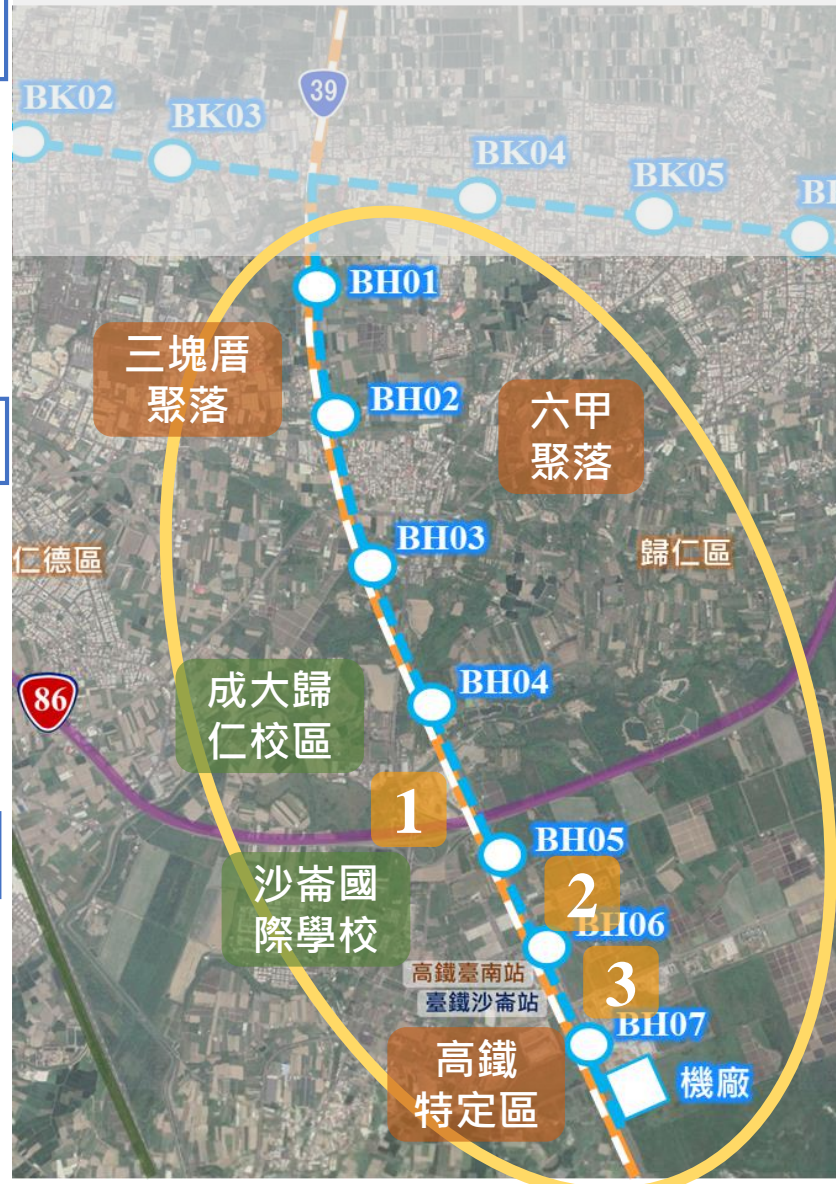 39
BK02
BK03
BK04
BK05
BH01
三塊厝
聚落
BH02
六甲
聚落
BH03
仁德區
歸仁區
成大歸
仁校區
BH04
86
1
BH05
沙崙國
際學校
2
BH06
高鐵臺南站
臺鐵沙崙站
3
BH07
高鐵
特定區
機廠